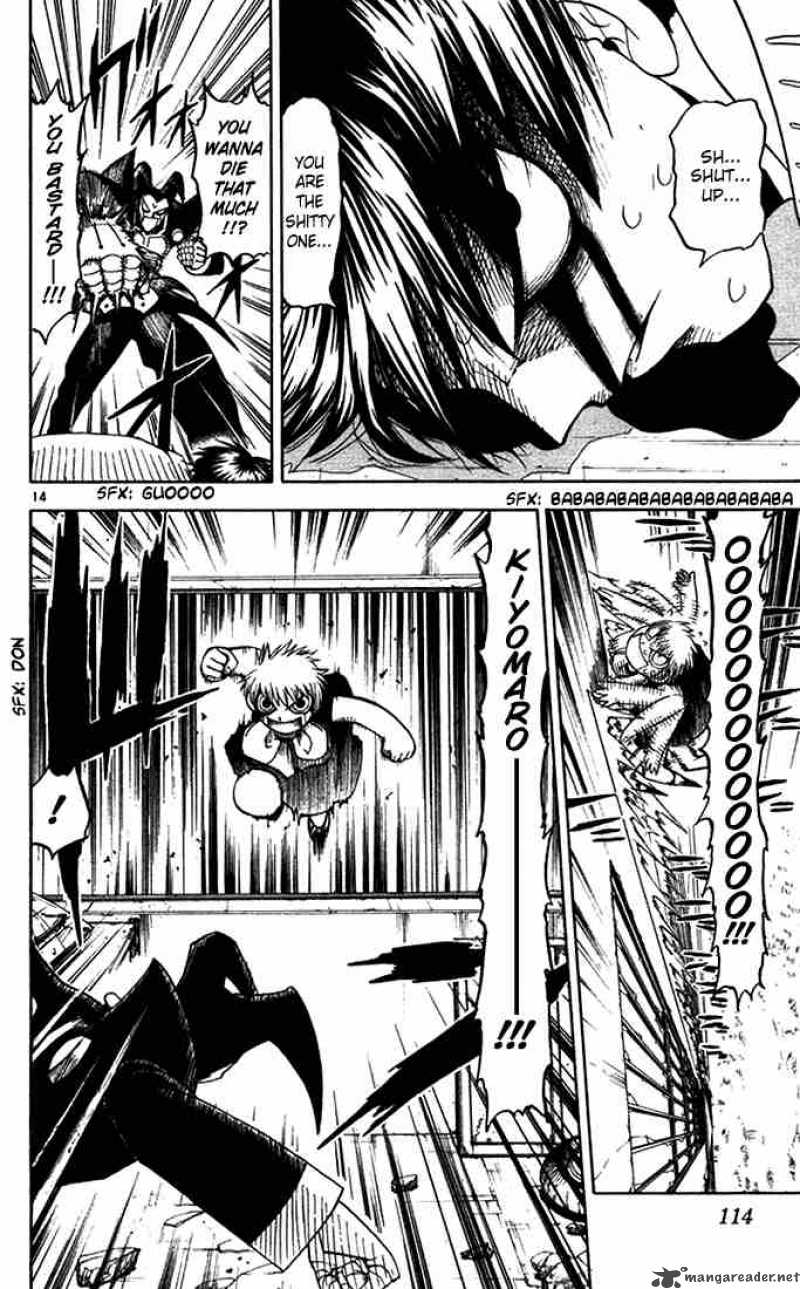 SH...
SHUT...
UP...
YOU
ARE
THE
SHITTY
ONE...
YOU
WANNA
DIE
THAT
MUCH
!!?
YOU BASTARD—!!!
14
SFX: GUOOOO
SFX: BABABABABABABABABABABA
OOOOOOOOOOOOOO!!!
KIYOMARO—!!!
SFX: DON
!
114
mangareader.net